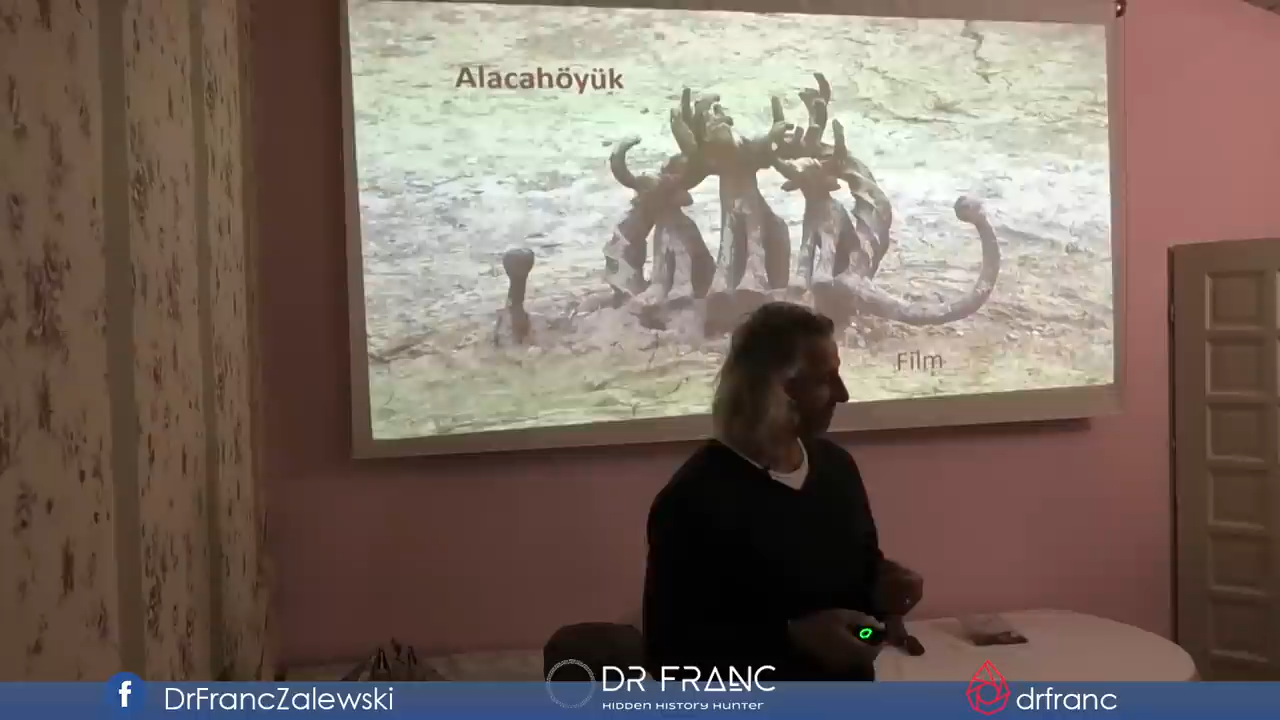 Alacahöyük
Film
DR FRANC
HIDDEN HISTORY HUNTER
DrFrancZalewski
drfranc